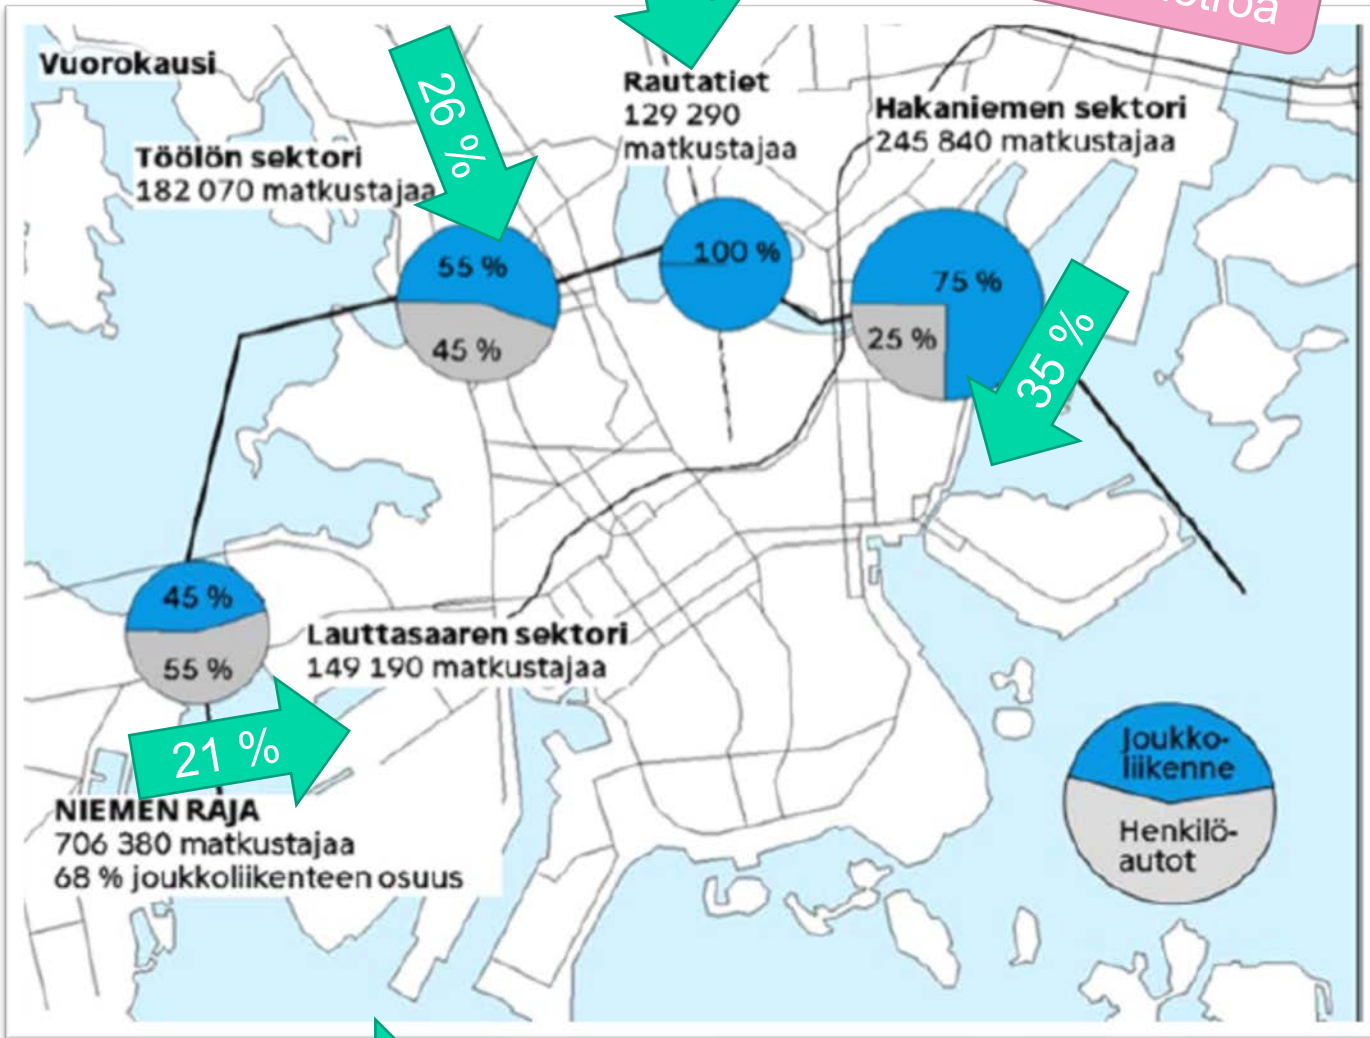 Vuorokausi
26 %
Töölön sektori
182 070 matkustajaa
Rautatiet
129 290
matkustajaa
Hakaniemen sektori
245 840 matkustajaa
55 %
45 %
100 %
75 %
25 %
35 %
45 %
55 %
Lauttasaaren sektori
149 190 matkustajaa
21 %
NIEMEN RAJA
706 380 matkustajaa
68 % joukkoliikenteen osuus
Joukko-
liikenne
Henkilö-
autot